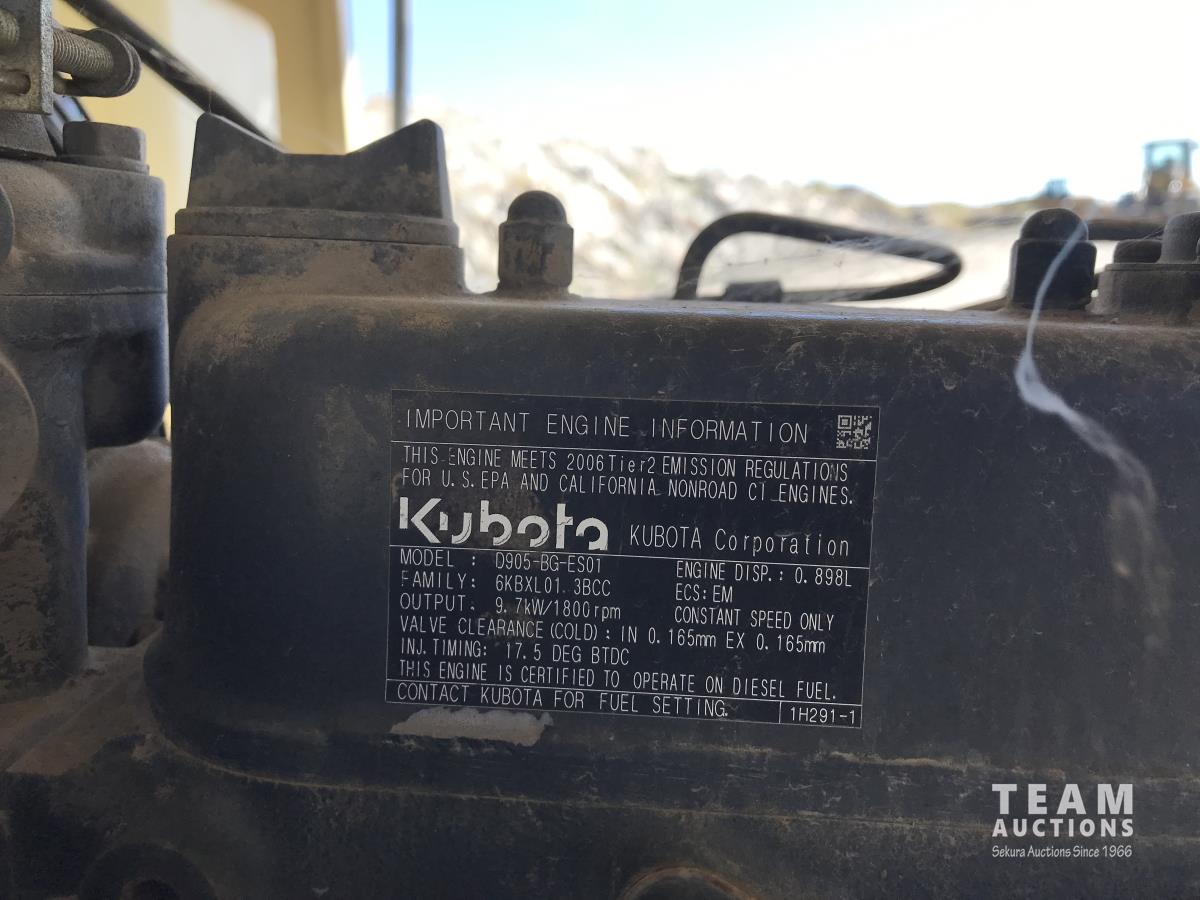 IMPORTANT ENGINE INFORMATION
THIS ENGINE MEETS 2006 Tier2 EMISSION REGULATIONS
FOR U.S. EPA AND CALIFORNIA NONROAD CI ENGINES.
Kubota KUBOTA Corporation
MODEL : D905-BG-ES01 ENGINE DISP.: 0.898L
FAMILY: 6KBXL01.3BCC ECS: EM
OUTPUT: 9.7kW/1800rpm CONSTANT SPEED ONLY
VALVE CLEARANCE (COLD) : IN 0.165mm EX 0.165mm
INJ. TIMING: 17.5 DEG BTDC
THIS ENGINE IS CERTIFIED TO OPERATE ON DIESEL FUEL.
CONTACT KUBOTA FOR FUEL SETTING. 1H291-1
TEAM
AUCTIONS
Sekura Auctions Since 1966